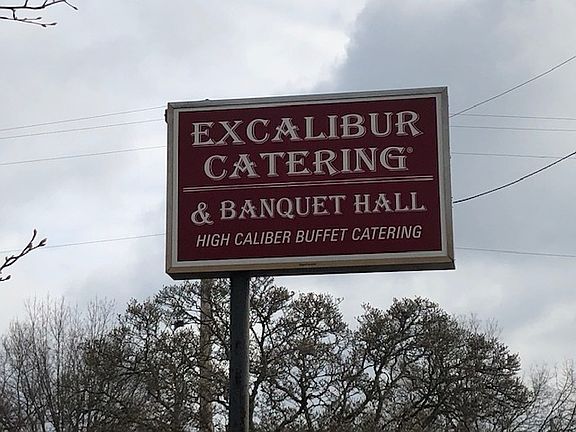 EXCALIBUR
CATERING®
& BANQUET HALL
HIGH CALIBER BUFFET CATERING